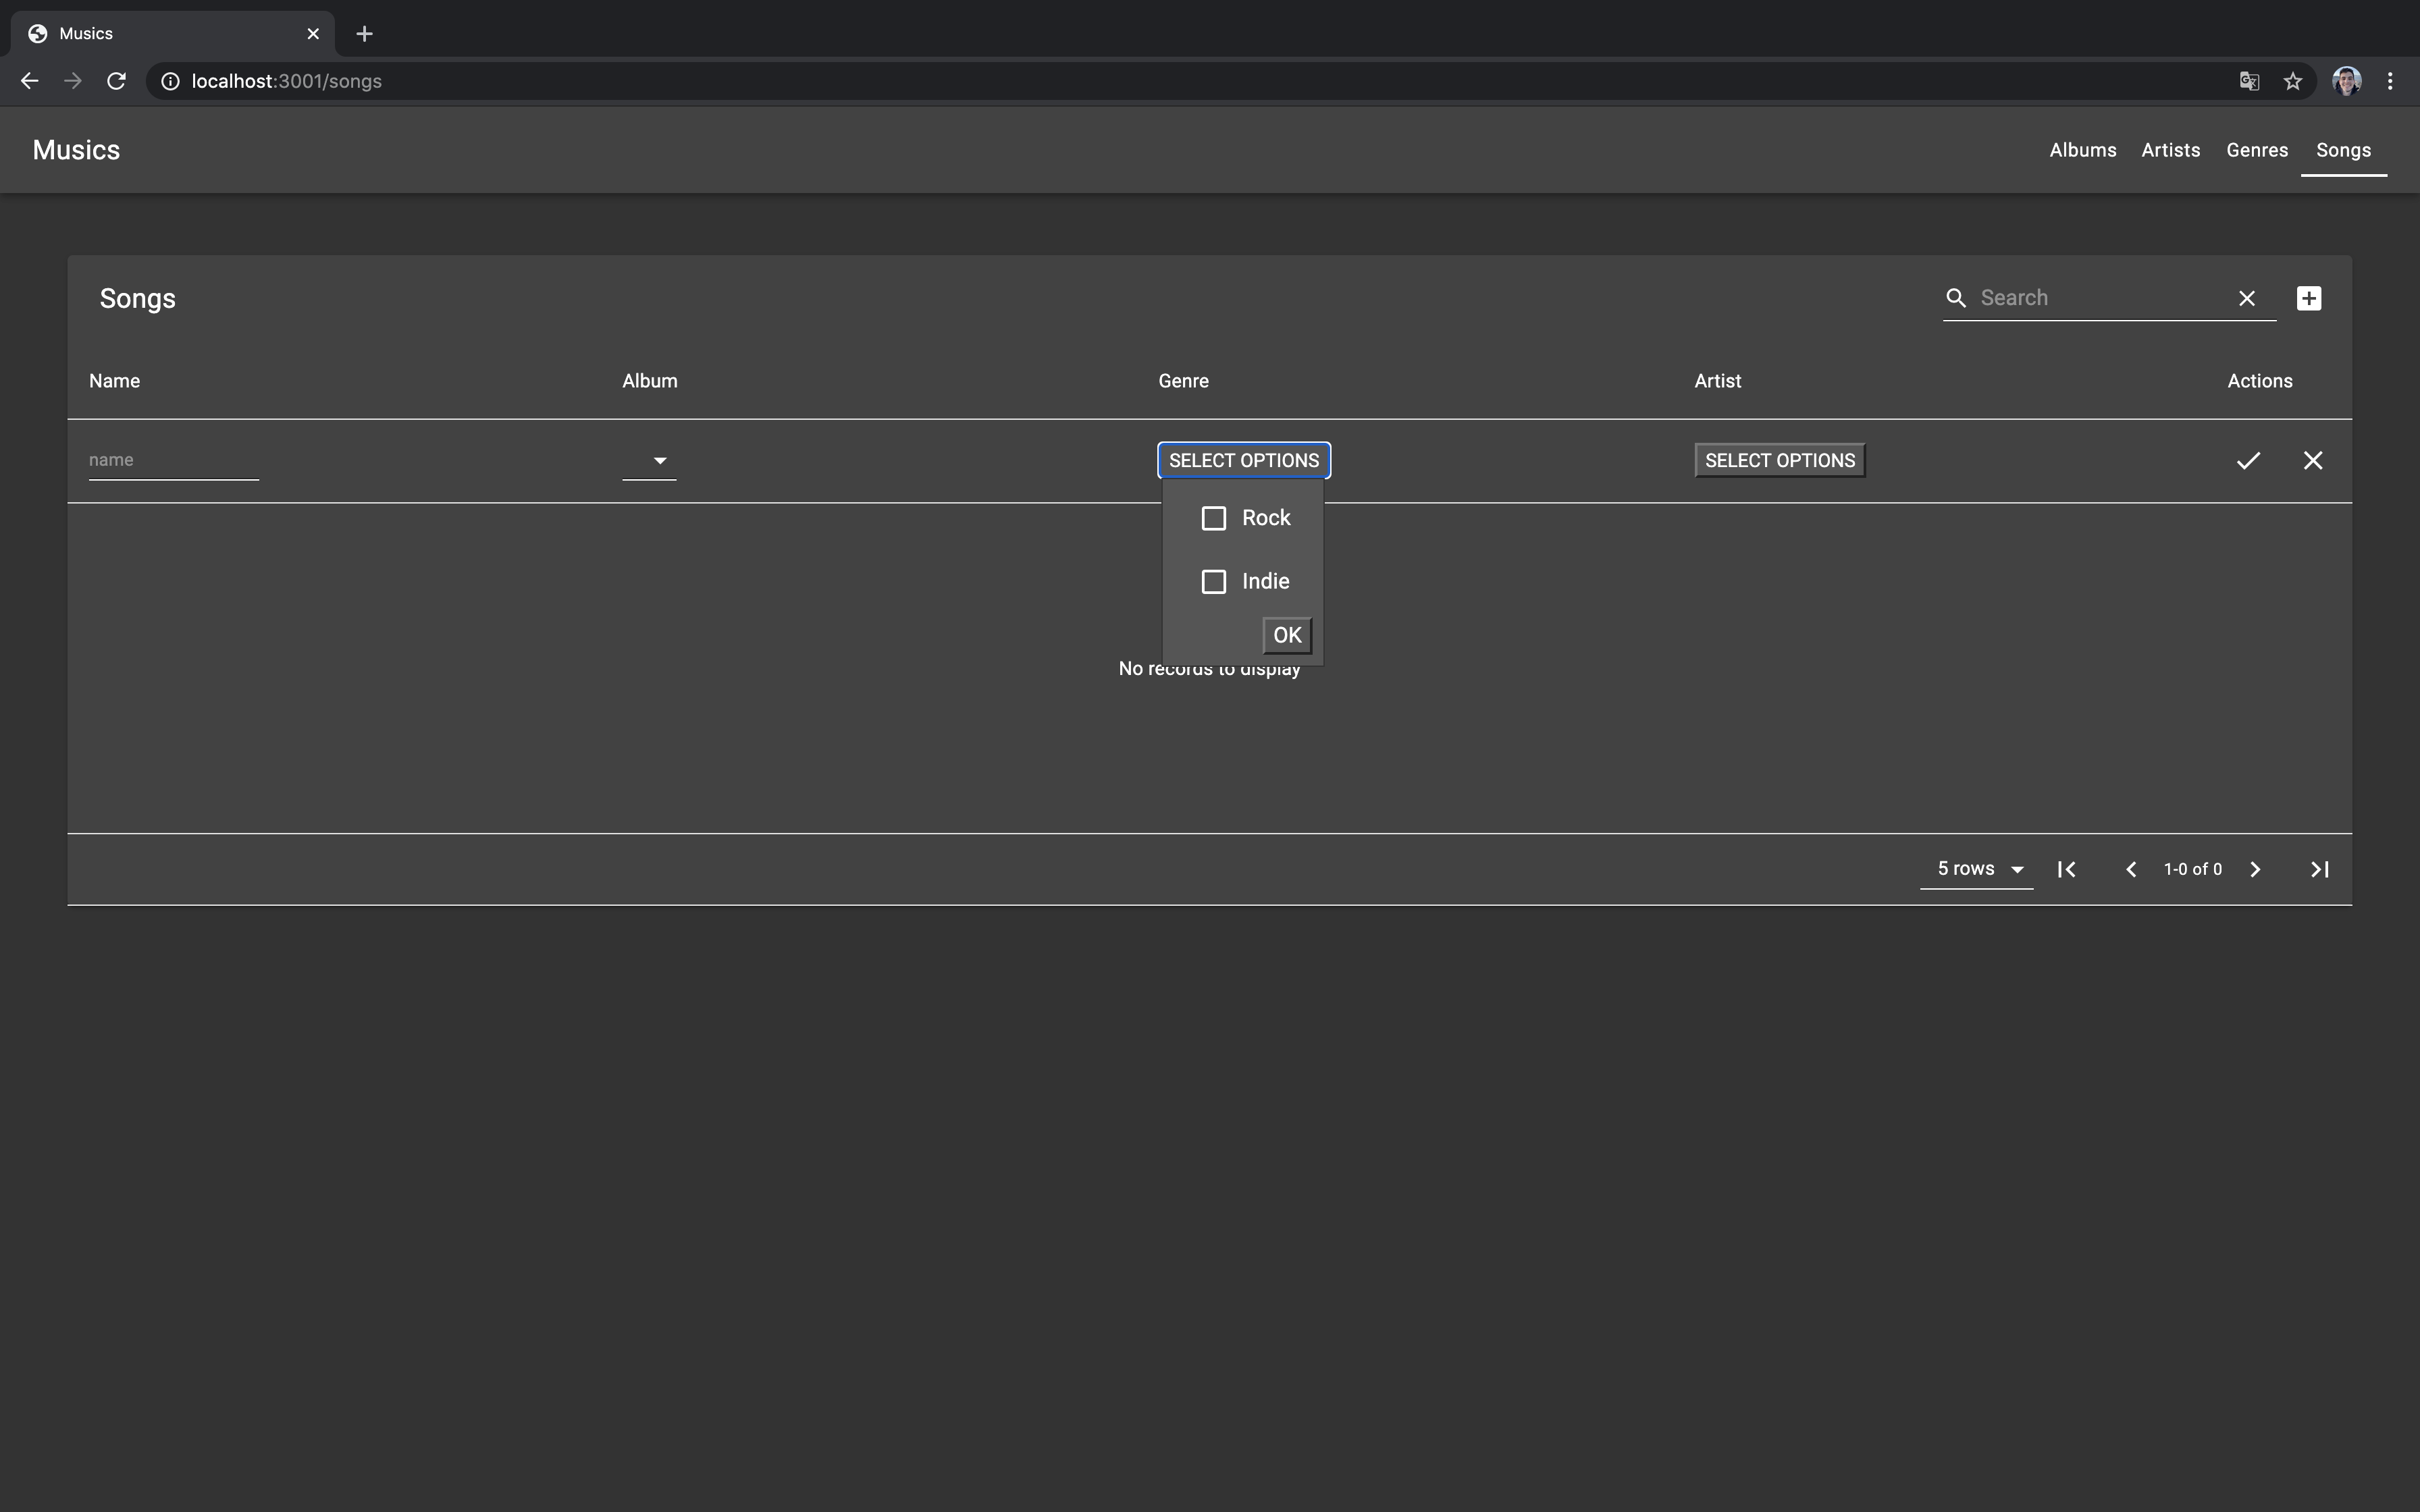 Musics
localhost:3001/songs
Musics
Albums Artists Genres Songs
Songs
Search
Name Album Genre Artist Actions
name SELECT OPTIONS SELECT OPTIONS
Rock
Indie
OK
No records to display
5 rows 1-0 of 0